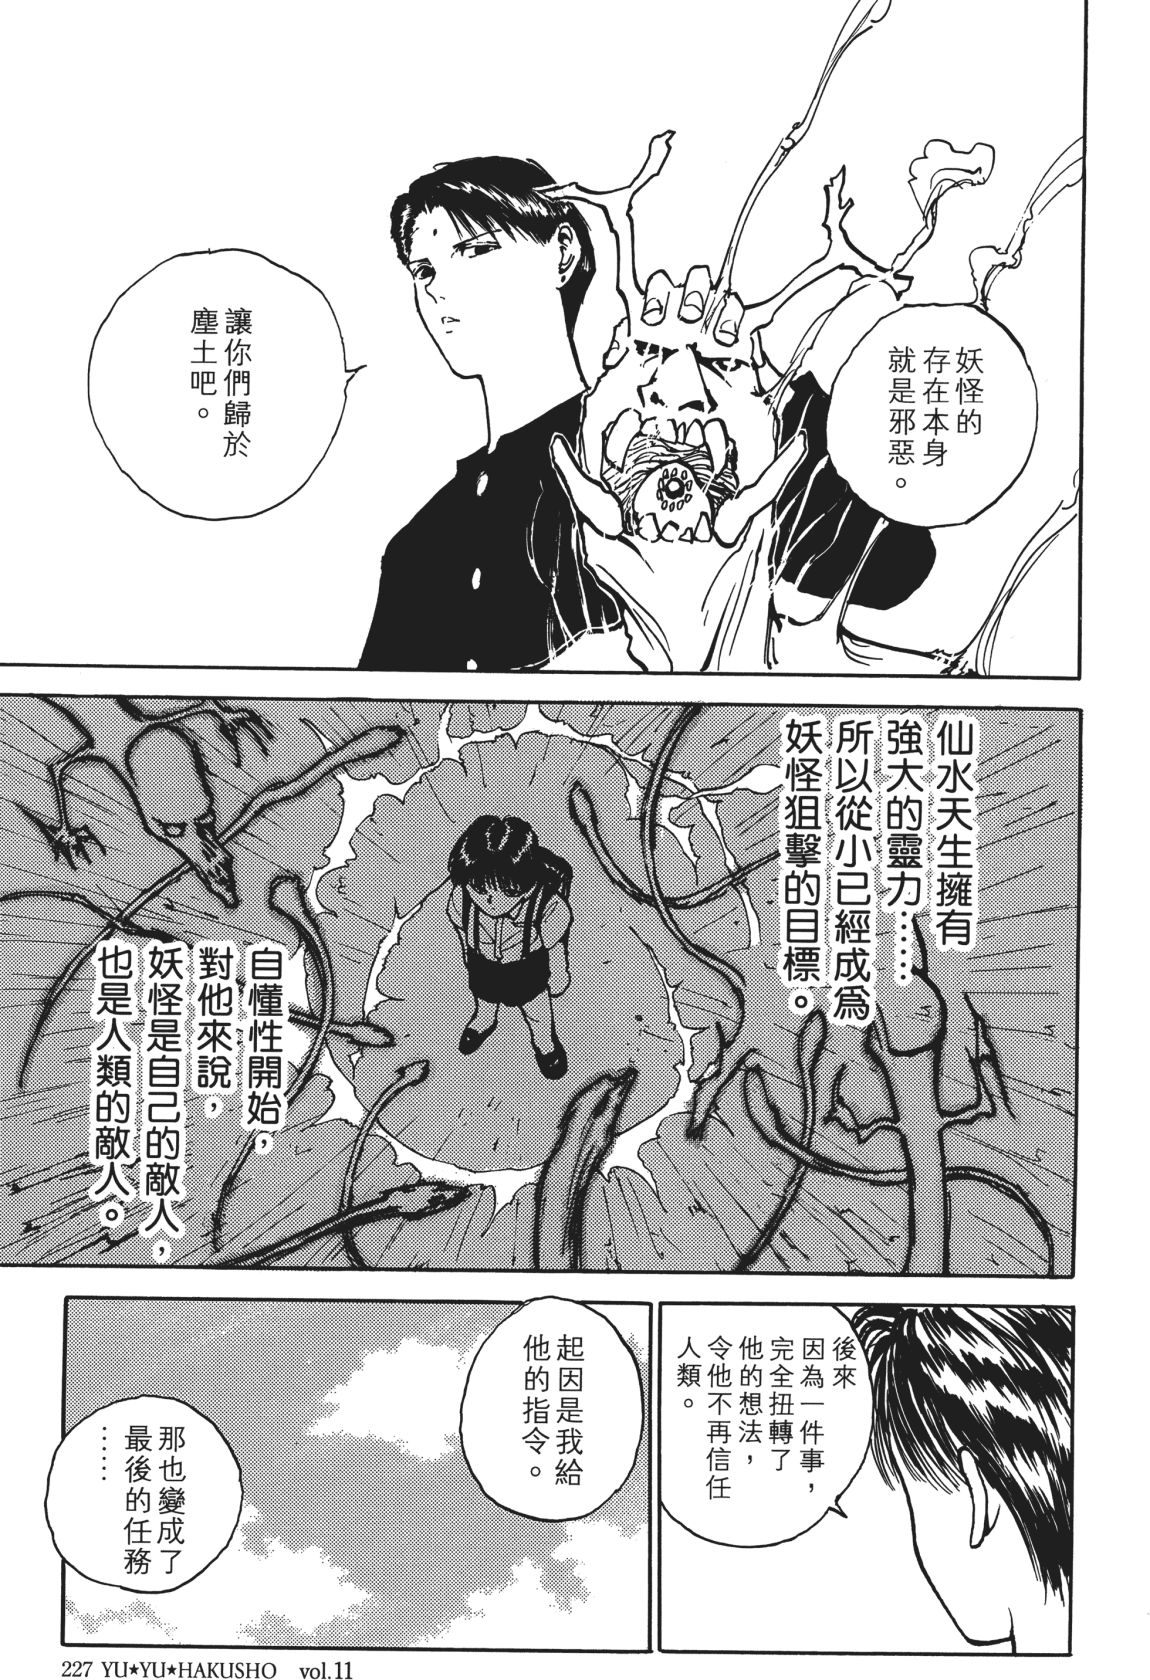 妖怪的
存在本身
就是邪惡。
讓你們歸於
塵土吧。
仙水天生擁有
強大的靈力……
所以從小已經成為
妖怪狙擊的目標。
自懂性開始，
對他來說，
妖怪是自己的敵人，
也是人類的敵人。
後來
因為一件事，
完全扭轉了
他的想法，
令他不再信任
人類。
起因是我給
他的指令。
那也變成了
最後的任務
……
227 YU★YU★HAKUSHO vol.11